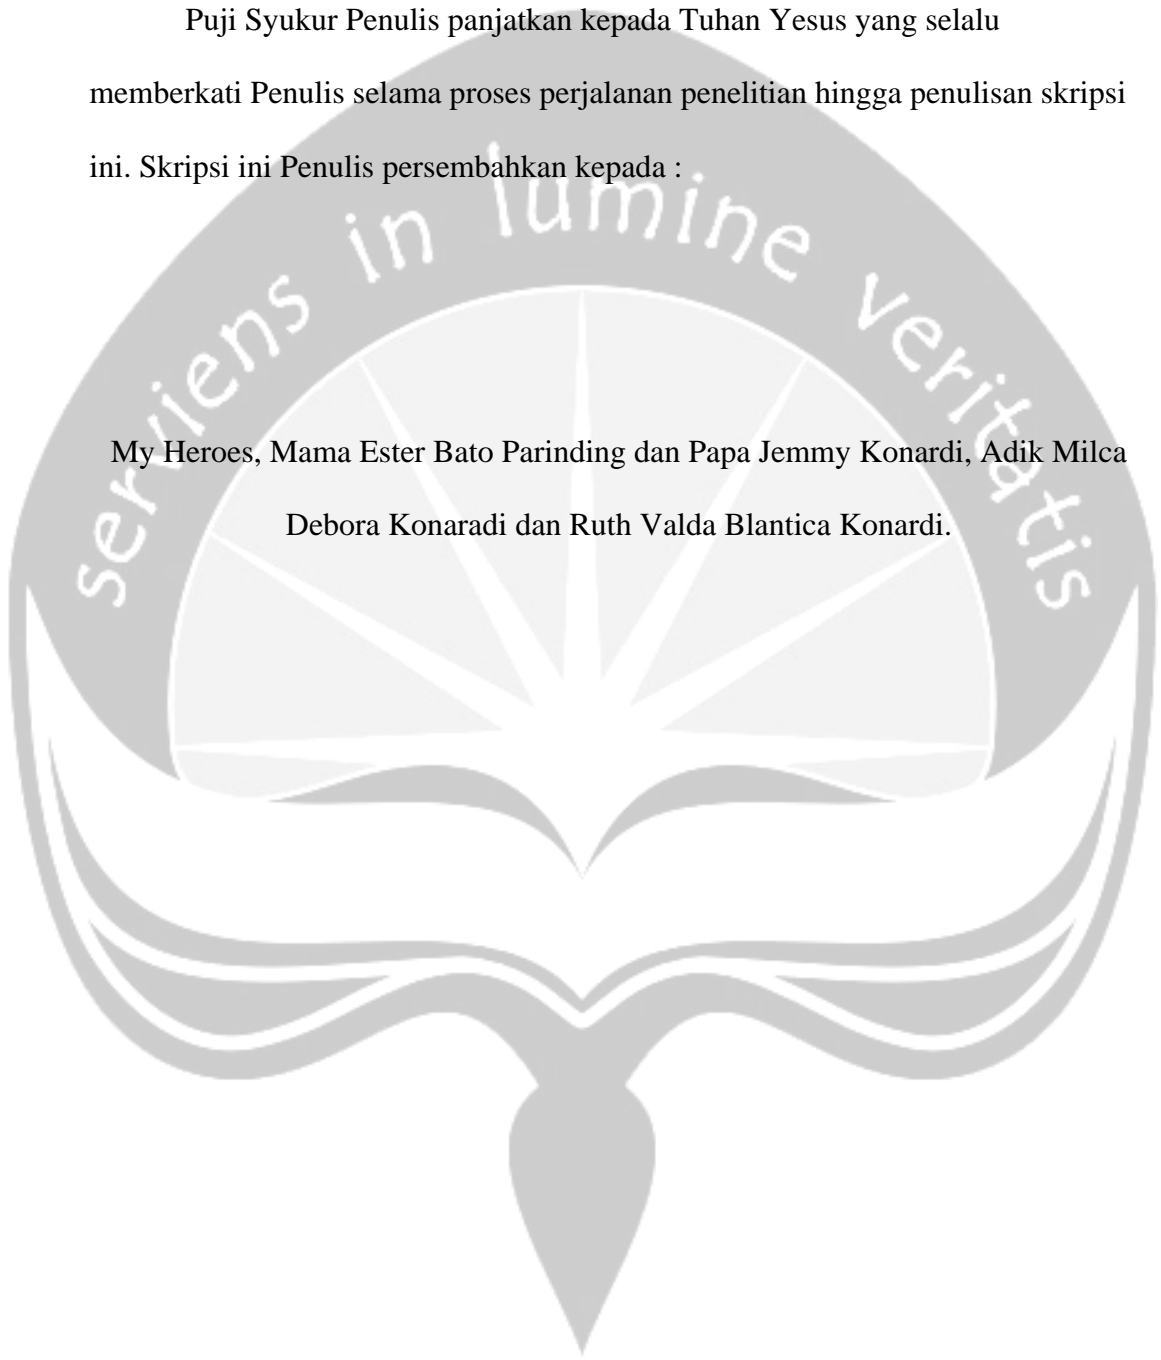 Puji Syukur Penulis panjatkan kepada Tuhan Yesus yang selalu
memberkati Penulis selama proses perjalanan penelitian hingga penulisan skripsi
ini. Skripsi ini Penulis persembahkan kepada :
serviens in lumine veritatis
My Heroes, Mama Ester Bato Parinding dan Papa Jemmy Konardi, Adik Milca
Debora Konaradi dan Ruth Valda Blantica Konardi.